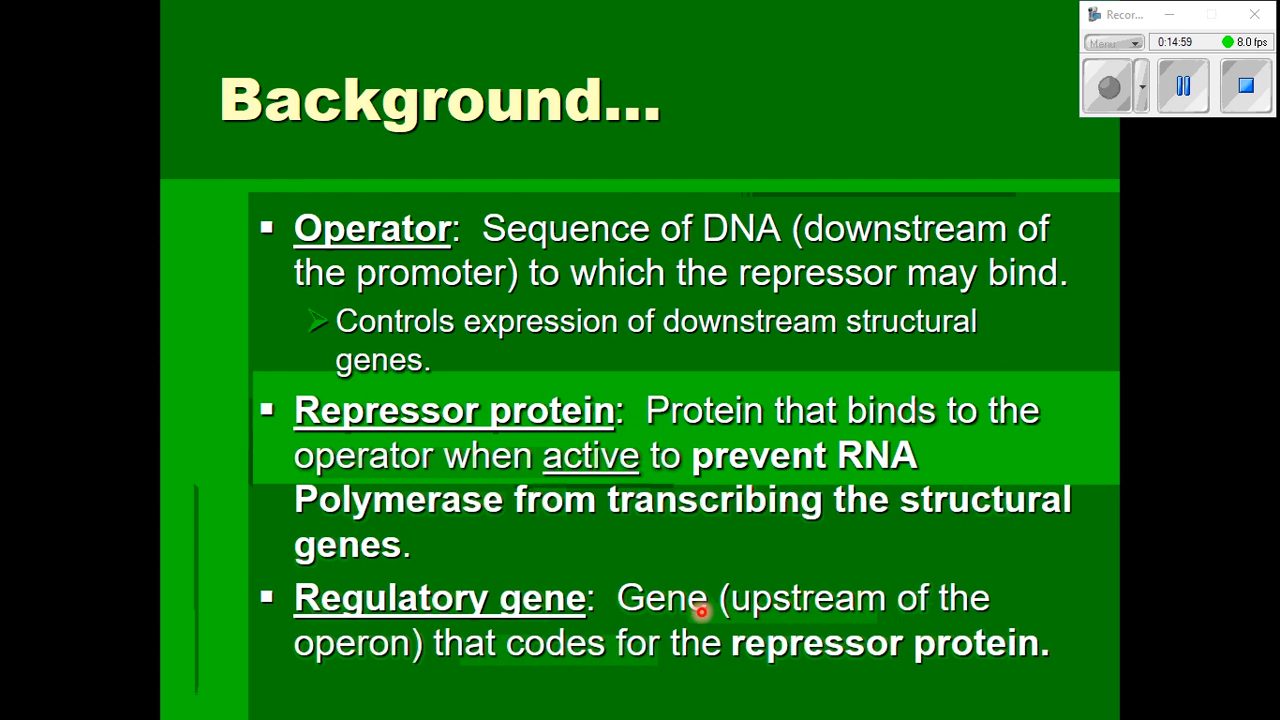 Recor...
Menu
0:14:59
8.0 fps
Background...
Operator: Sequence of DNA (downstream of
the promoter) to which the repressor may bind.
Controls expression of downstream structural
genes.
Repressor protein: Protein that binds to the
operator when active to prevent RNA
Polymerase from transcribing the structural
genes.
Regulatory gene: Gene (upstream of the
operon) that codes for the repressor protein.